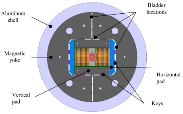 Aluminum
shell
Bladder
locations
Magnetic
yoke
Horizontal
pad
Vertical
pad
Keys